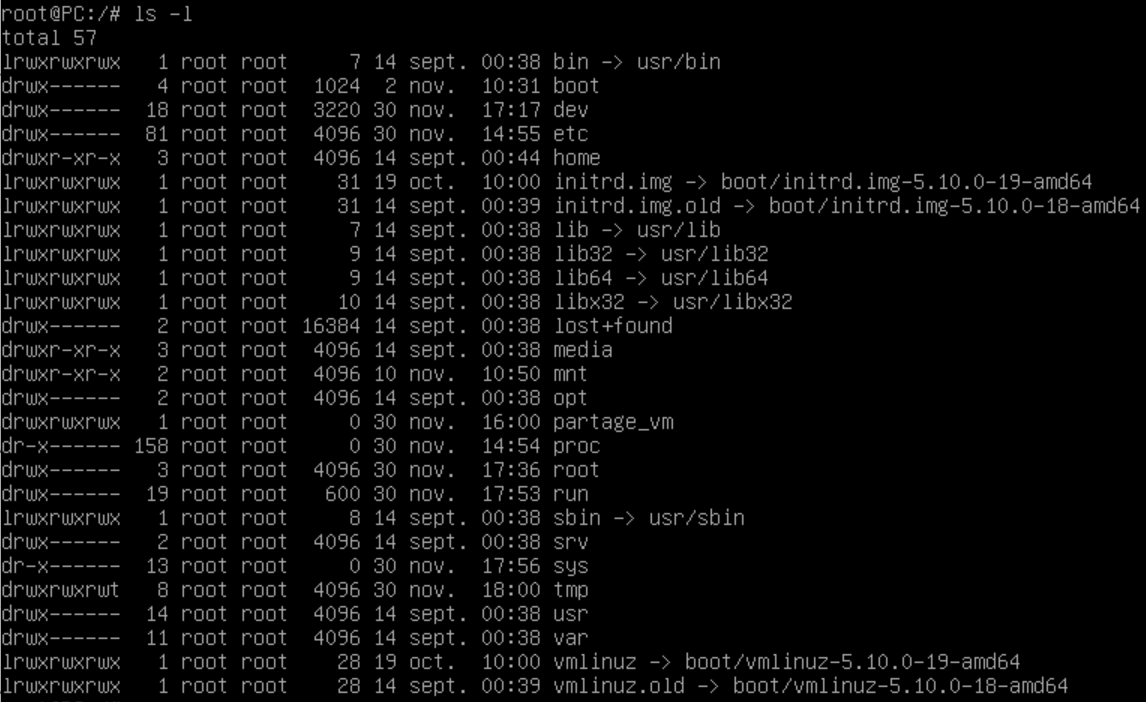 root@PC:/# ls -l
total 57
lrwxrwxrwx   1 root root     7 14 sept. 00:38 bin -> usr/bin
drwx------   4 root root  1024  2 nov.  10:31 boot
drwx------  18 root root  3220 30 nov.  17:17 dev
drwx------  81 root root  4096 30 nov.  14:55 etc
drwxr-xr-x   3 root root  4096 14 sept. 00:44 home
lrwxrwxrwx   1 root root    31 19 oct.  10:00 initrd.img -> boot/initrd.img-5.10.0-19-amd64
lrwxrwxrwx   1 root root    31 14 sept. 00:39 initrd.img.old -> boot/initrd.img-5.10.0-18-amd64
lrwxrwxrwx   1 root root     7 14 sept. 00:38 lib -> usr/lib
lrwxrwxrwx   1 root root     9 14 sept. 00:38 lib32 -> usr/lib32
lrwxrwxrwx   1 root root     9 14 sept. 00:38 lib64 -> usr/lib64
lrwxrwxrwx   1 root root    10 14 sept. 00:38 libx32 -> usr/libx32
drwx------   2 root root 16384 14 sept. 00:38 lost+found
drwxr-xr-x   3 root root  4096 14 sept. 00:38 media
drwxr-xr-x   2 root root  4096 10 nov.  10:50 mnt
drwx------   2 root root  4096 14 sept. 00:38 opt
drwxrwxrwx   1 root root     0 30 nov.  16:00 partage_vm
dr-x------ 158 root root     0 30 nov.  14:54 proc
drwx------   3 root root  4096 30 nov.  17:36 root
drwx------  19 root root   600 30 nov.  17:53 run
lrwxrwxrwx   1 root root     8 14 sept. 00:38 sbin -> usr/sbin
drwx------   2 root root  4096 14 sept. 00:38 srv
dr-x------  13 root root     0 30 nov.  17:56 sys
drwxrwxrwt   8 root root  4096 30 nov.  18:00 tmp
drwx------  14 root root  4096 14 sept. 00:38 usr
drwx------  11 root root  4096 14 sept. 00:38 var
lrwxrwxrwx   1 root root    28 19 oct.  10:00 vmlinuz -> boot/vmlinuz-5.10.0-19-amd64
lrwxrwxrwx   1 root root    28 14 sept. 00:39 vmlinuz.old -> boot/vmlinuz-5.10.0-18-amd64